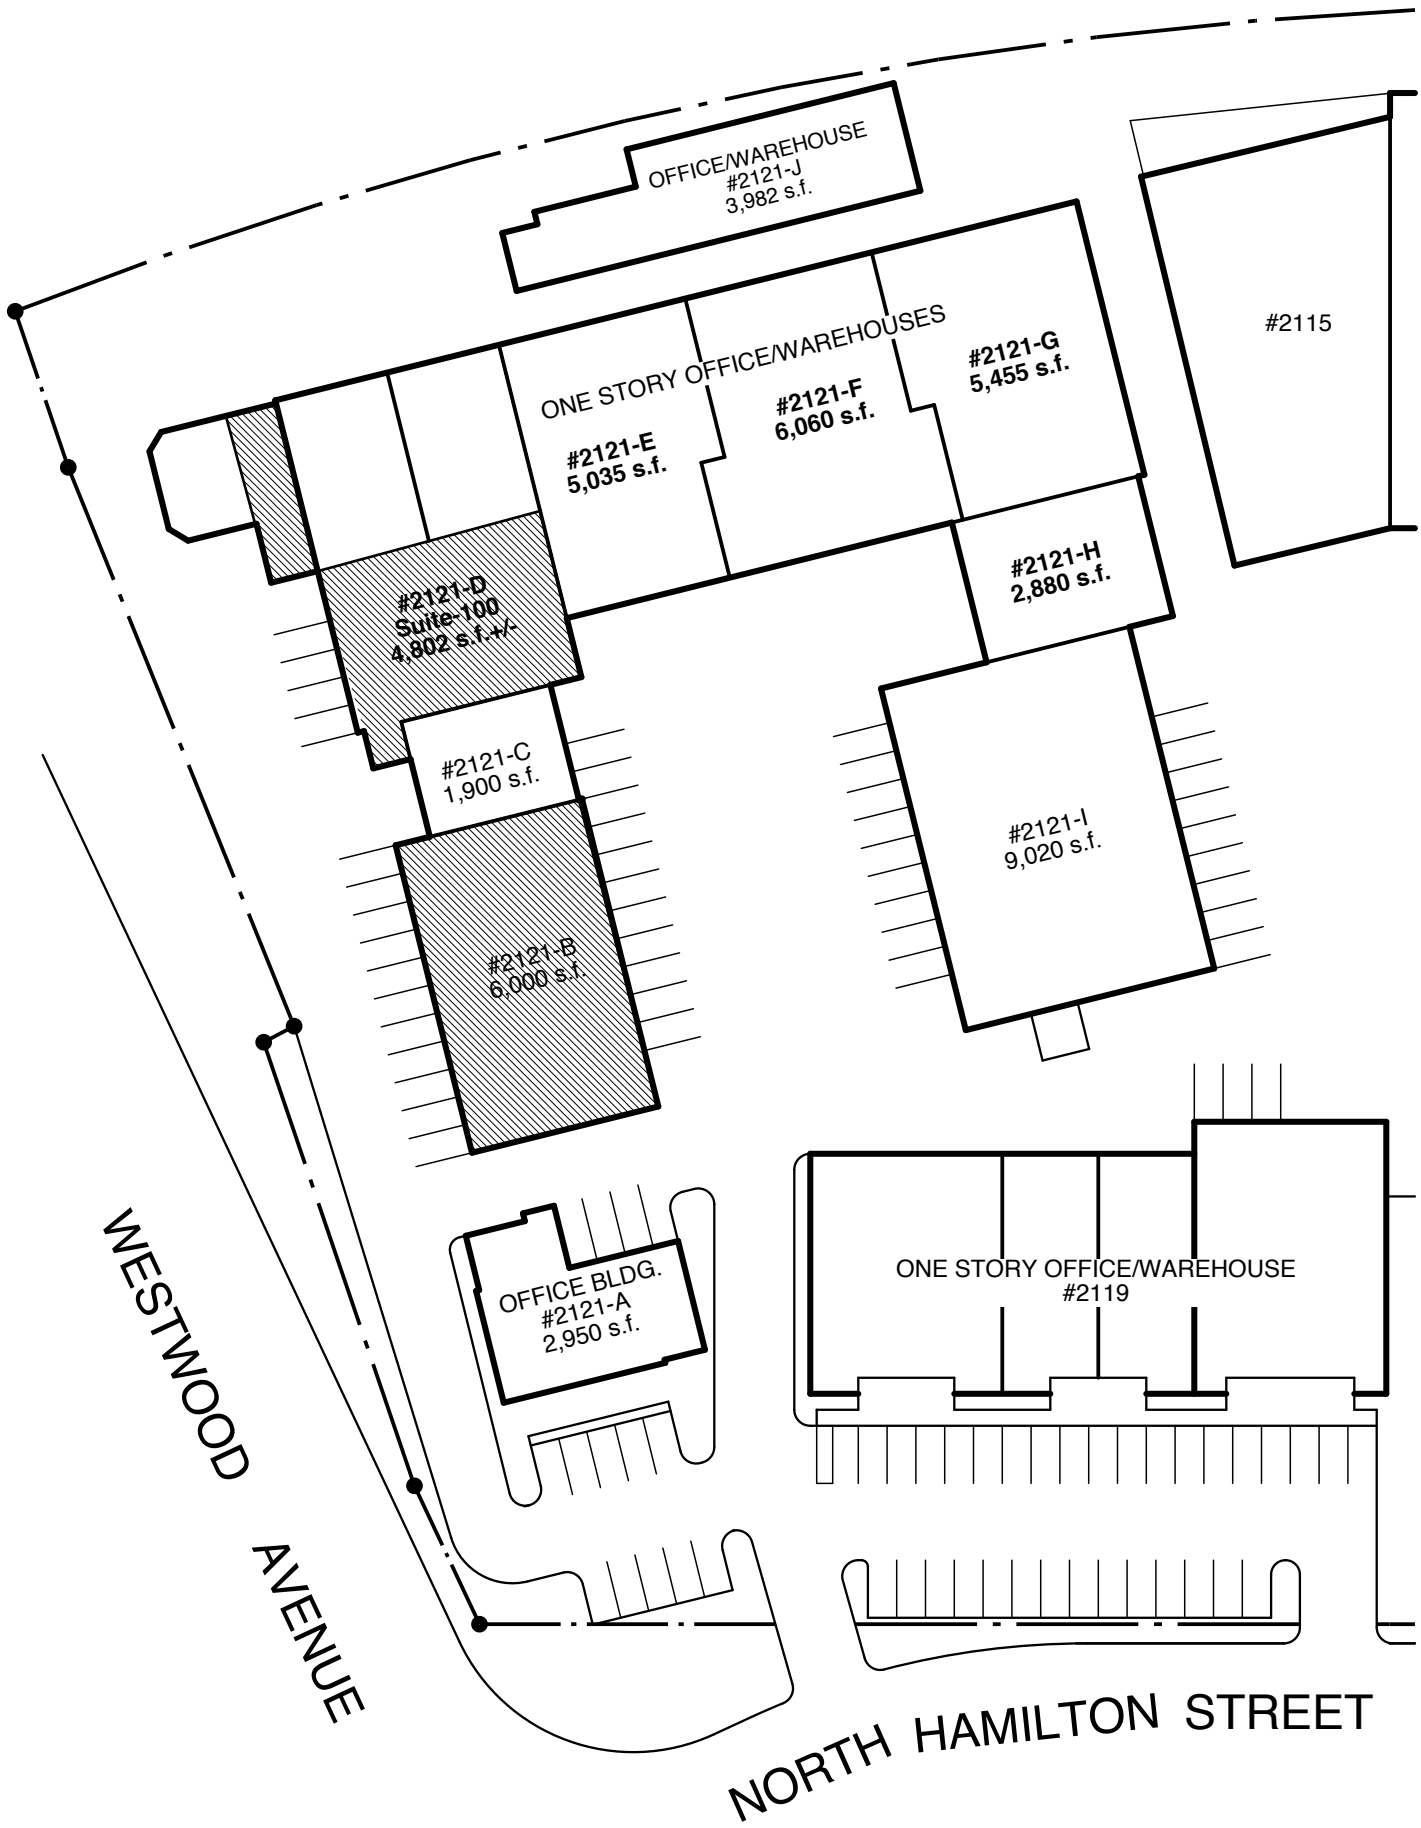 OFFICE/WAREHOUSE
#2121-J
3,982 s.f.
#2115
ONE STORY OFFICE/WAREHOUSES
#2121-G
5,455 s.f.
#2121-F
6,060 s.f.
#2121-E
5,035 s.f.
#2121-H
2,880 s.f.
#2121-D
Suite-100
4,802 s.f.+/-
#2121-C
1,900 s.f.
#2121-I
9,020 s.f.
#2121-B
6,000 s.f.
OFFICE BLDG.
#2121-A
2,950 s.f.
ONE STORY OFFICE/WAREHOUSE
#2119
WESTWOOD AVENUE
NORTH HAMILTON STREET